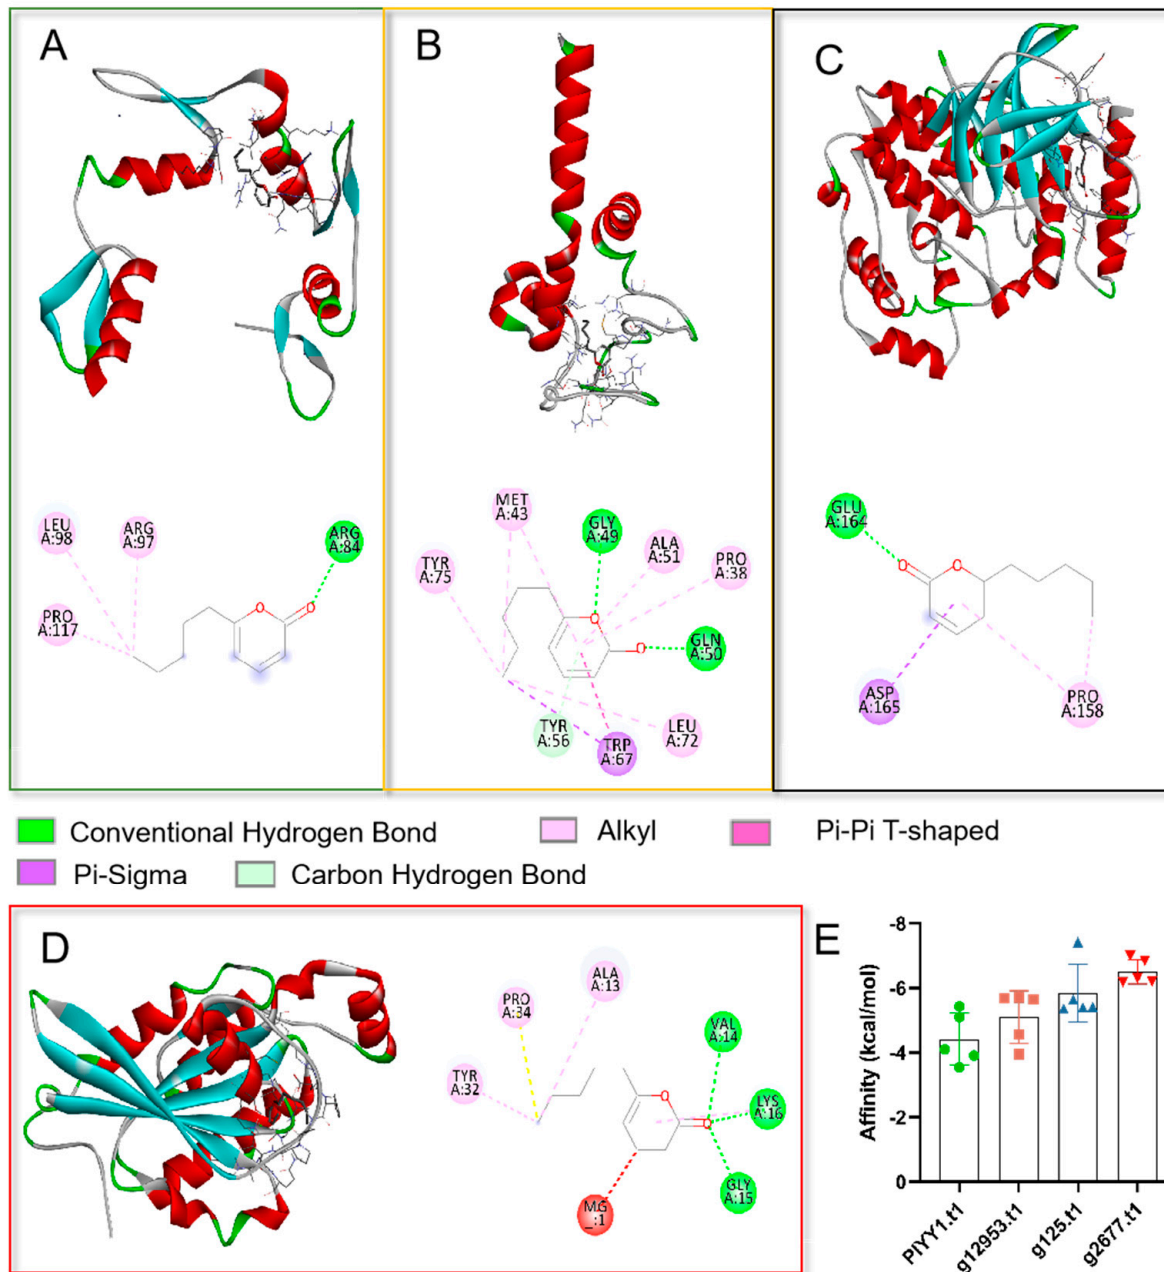 A
B
C
LEU
A:98
ARG
A:97
ARG
A:84
PRO
A:117
O
O
MET
A:43
GLY
A:49
ALA
A:51
PRO
A:38
TYR
A:75
O
O
GLN
A:50
TYR
A:56
TRP
A:67
LEU
A:72
GLU
A:164
O
O
ASP
A:165
PRO
A:158
Conventional Hydrogen Bond
Alkyl
Pi-Pi T-shaped
Pi-Sigma
Carbon Hydrogen Bond
D
ALA
A:13
PRO
A:34
VAL
A:14
TYR
A:32
O
O
LYS
A:16
GLY
A:15
MG
_:1
E
Affinity (kcal/mol)
-8
-6
-4
-2
0
PIYY1.t1
g12953.t1
g125.t1
g2677.t1